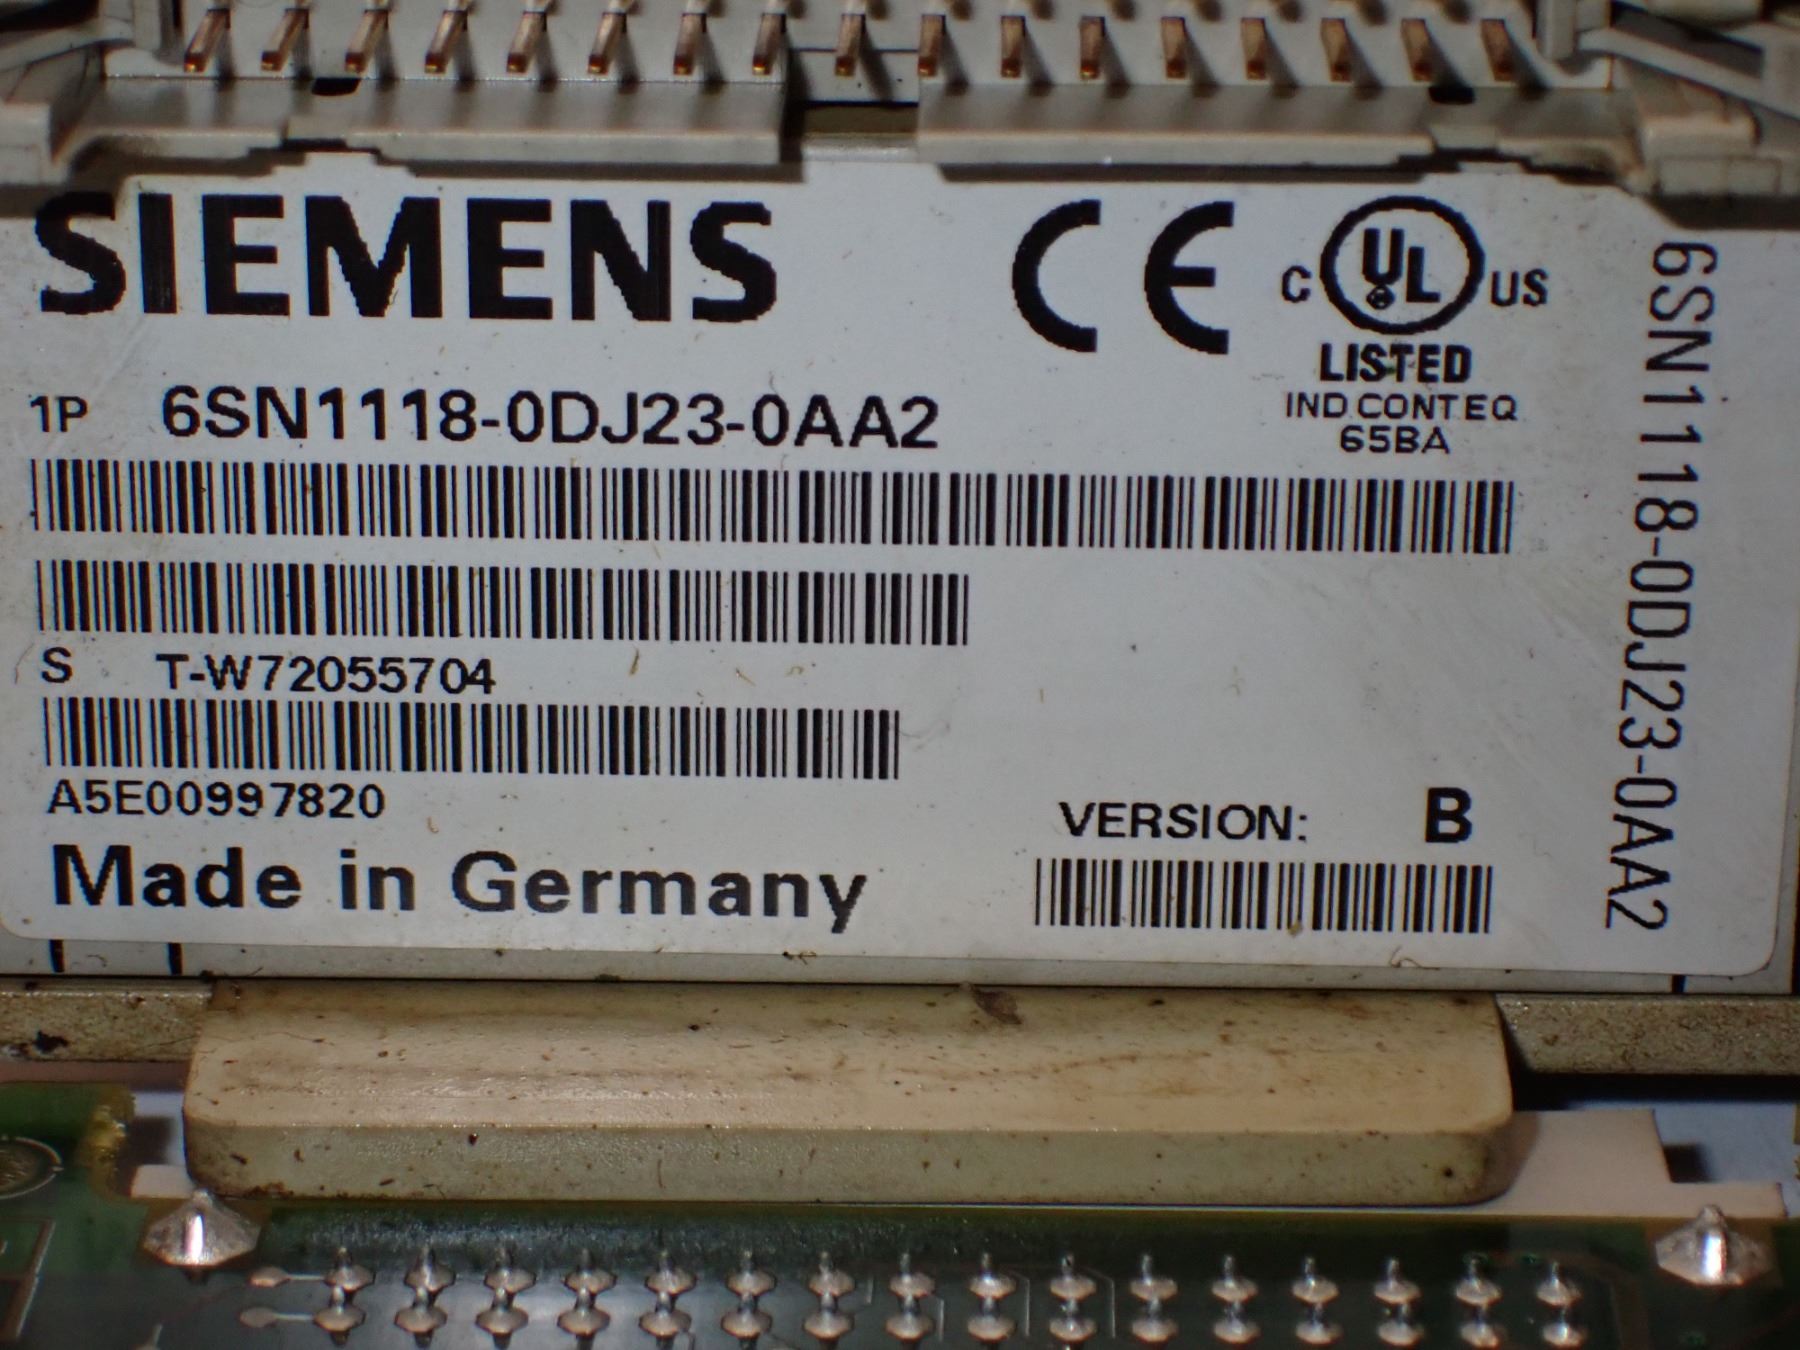 SIEMENS
CE
C UL US
LISTED
IND CONT EQ
65BA
1P 6SN1118-0DJ23-0AA2
S T-W72055704
A5E00997820
VERSION: B
Made in Germany
6SN1118-0DJ23-0AA2